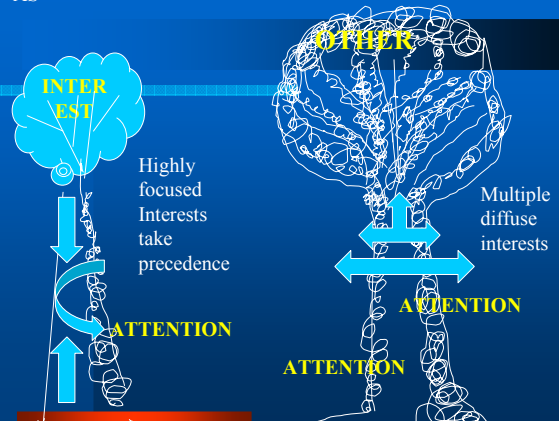 OTHER
INTER
EST
Highly
focused
Interests
take
precedence
Multiple
diffuse
interests
ATTENTION
ATTENTION
ATTENTION